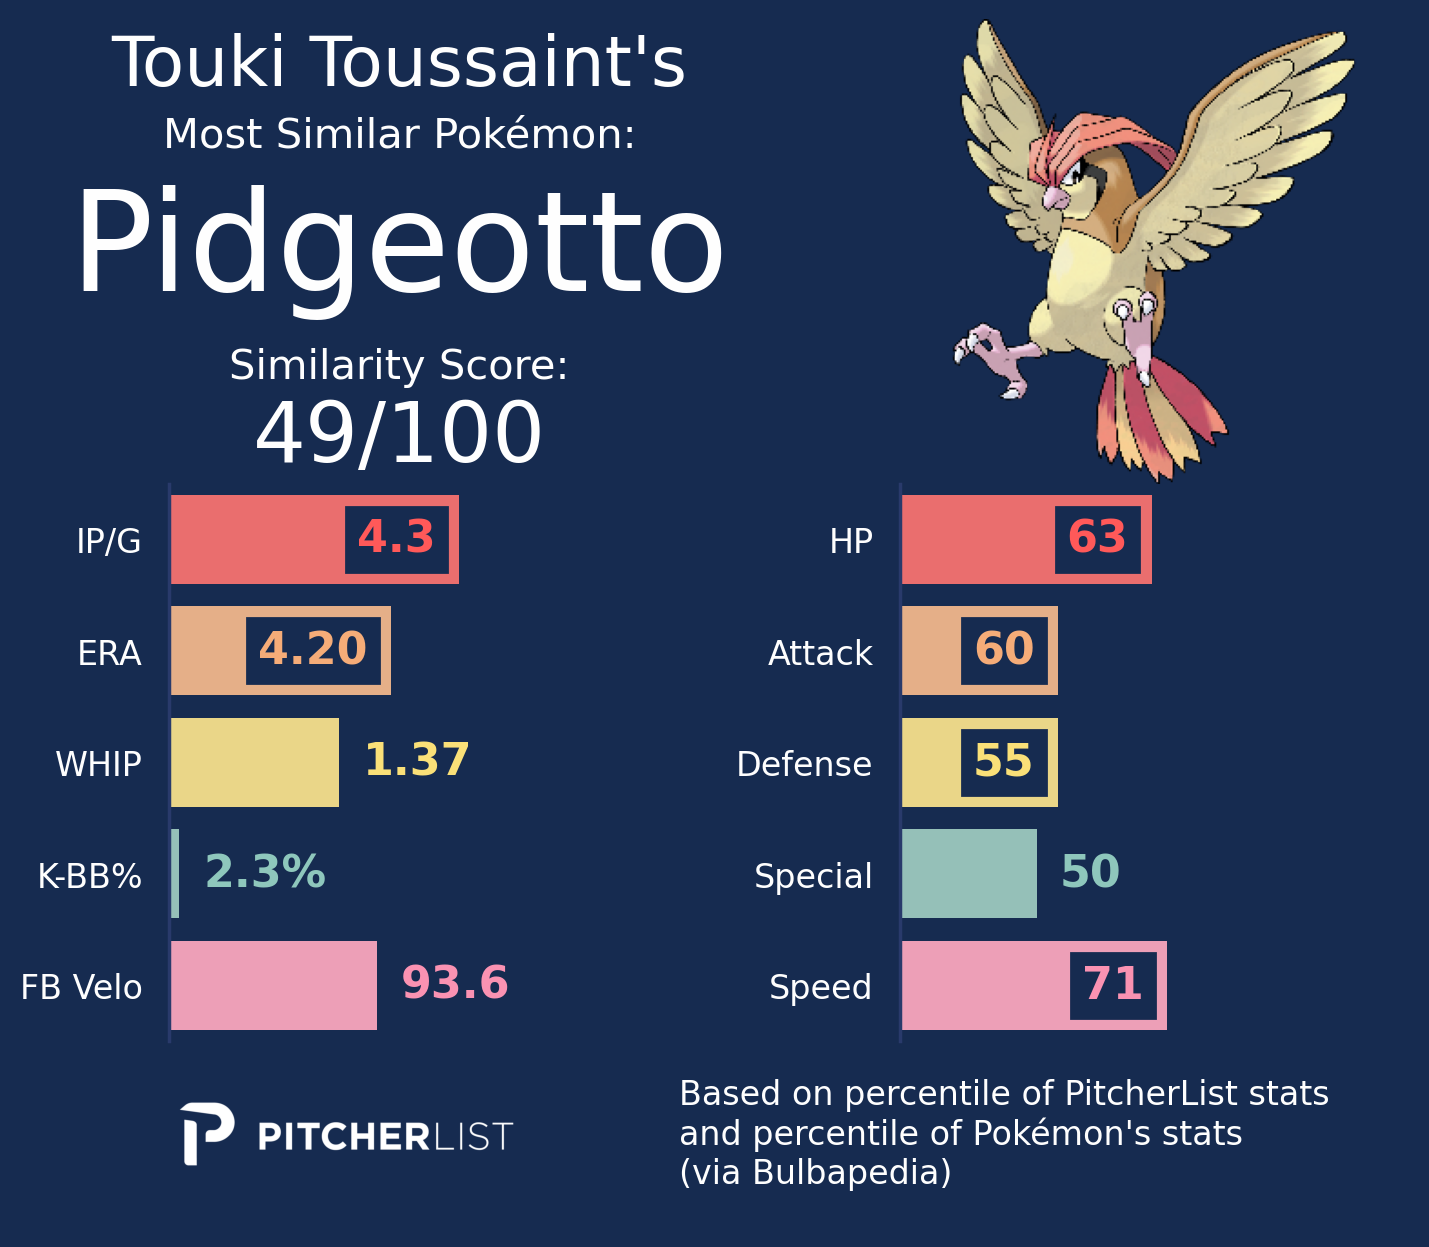 Touki Toussaint's
Most Similar Pokémon:
Pidgeotto
Similarity Score:
49/100
IP/G 4.3
ERA 4.20
WHIP 1.37
K-BB% 2.3%
FB Velo 93.6
HP 63
Attack 60
Defense 55
Special 50
Speed 71
PITCHERLIST
Based on percentile of PitcherList stats
and percentile of Pokémon's stats
(via Bulbapedia)